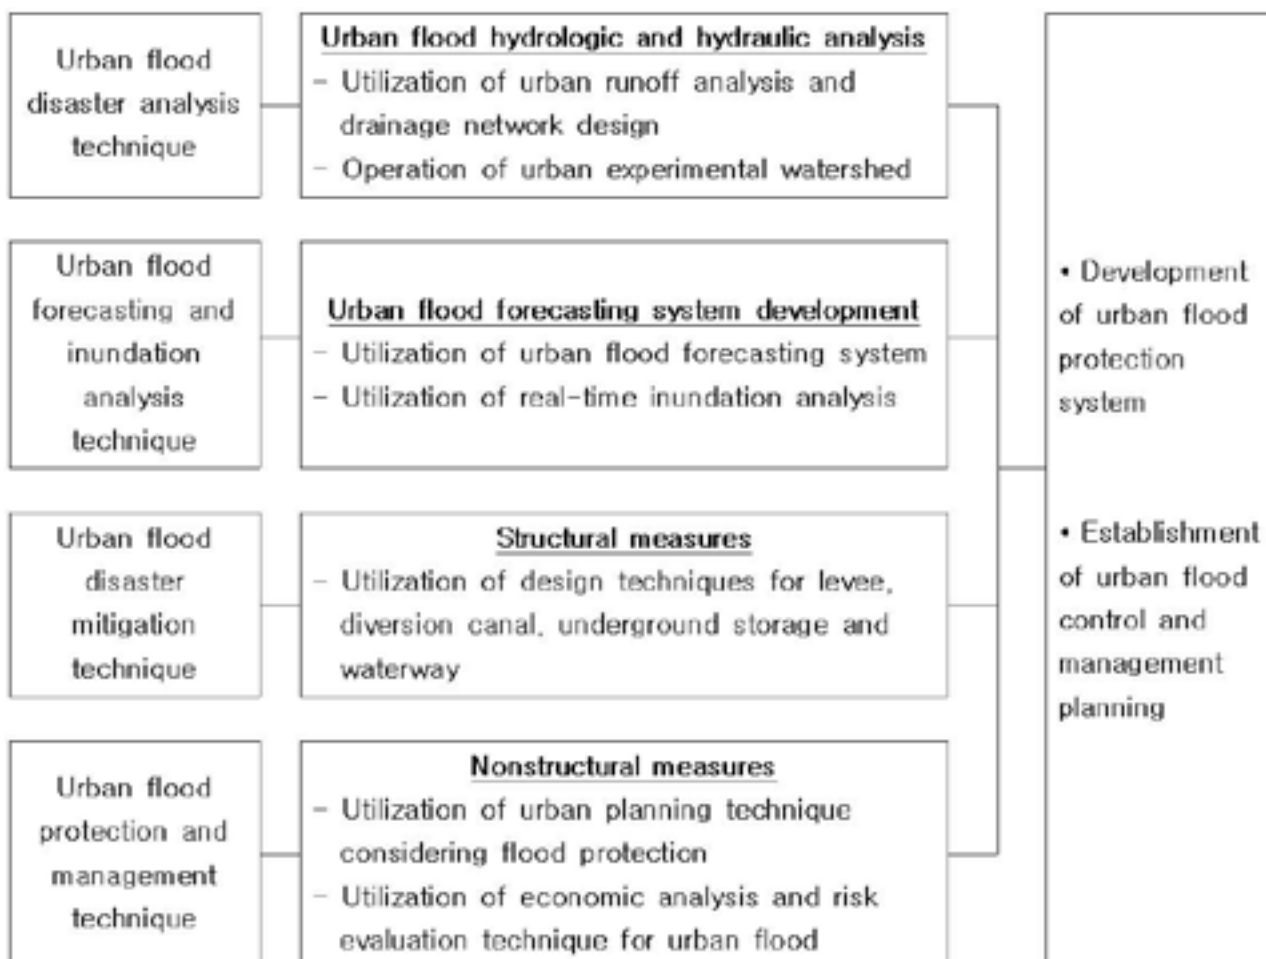 Urban flood
disaster analysis
technique
Urban flood hydrologic and hydraulic analysis
- Utilization of urban runoff analysis and
drainage network design
- Operation of urban experimental watershed
Urban flood
forecasting and
inundation
analysis
technique
Urban flood forecasting system development
- Utilization of urban flood forecasting system
- Utilization of real-time inundation analysis
Urban flood
disaster
mitigation
technique
Structural measures
- Utilization of design techniques for levee,
diversion canal, underground storage and
waterway
Urban flood
protection and
management
technique
Nonstructural measures
- Utilization of urban planning technique
considering flood protection
- Utilization of economic analysis and risk
evaluation technique for urban flood
• Development
of urban flood
protection
system
• Establishment
of urban flood
control and
management
planning